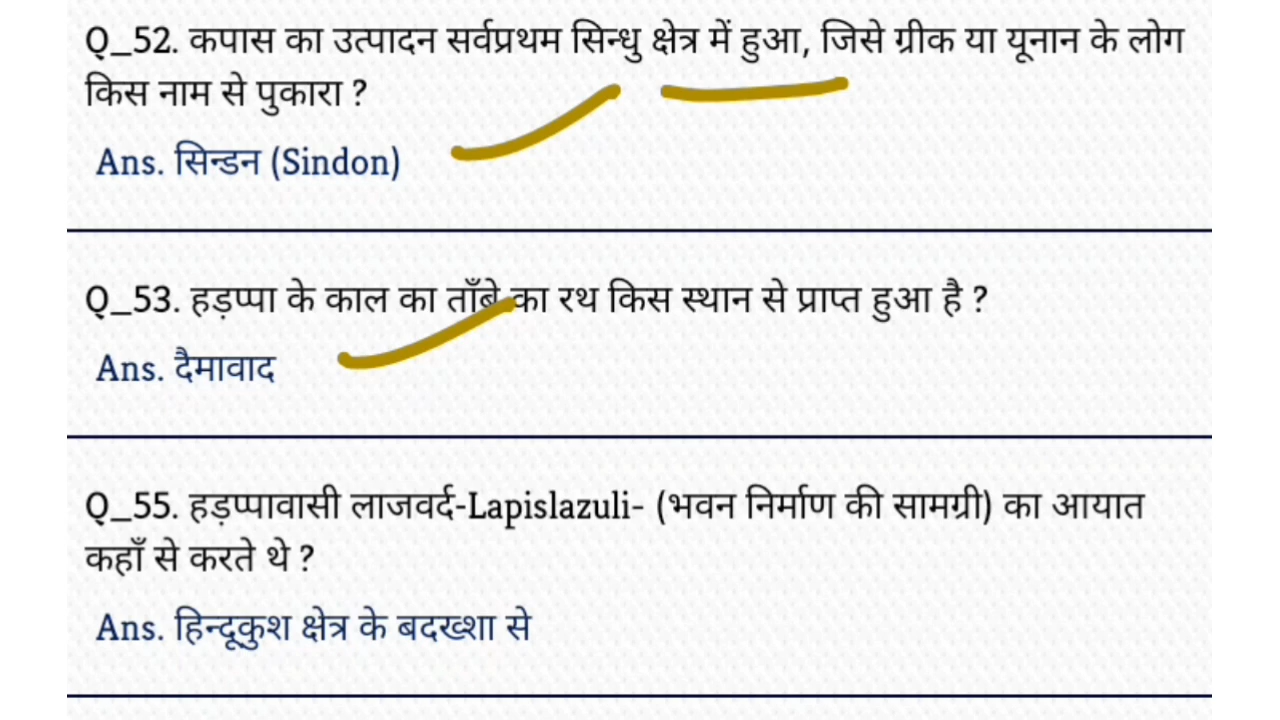 Q_52. कपास का उत्पादन सर्वप्रथम सिन्धु क्षेत्र में हुआ, जिसे ग्रीक या यूनान के लोग
किस नाम से पुकारा ?
Ans. सिन्डन (Sindon)
Q_53. हड़प्पा के काल का ताँबे का रथ किस स्थान से प्राप्त हुआ है ?
Ans. दैमावाद
Q_55. हड़प्पावासी लाजवर्द-Lapislazuli- (भवन निर्माण की सामग्री) का आयात
कहाँ से करते थे ?
Ans. हिन्दूकुश क्षेत्र के बदख्शा से